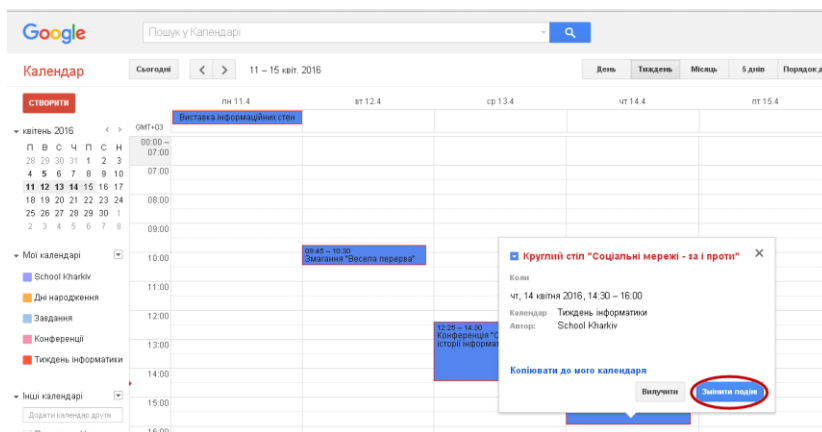 Google
Пошук у Календарі
Календар
Сьогодні
11 – 15 квіт. 2016
День Тиждень Місяць 5 днів Порядок д
СТВОРИТИ
пн 11.4 вт 12.4 ср 13.4 чт 14.4 пт 15.4
Виставка інформаційних стен
квітень 2016
П В С Ч П С Н
28 29 30 31 1 2 3
4 5 6 7 8 9 10
11 12 13 14 15 16 17
18 19 20 21 22 23 24
25 26 27 28 29 30 1
2 3 4 5 6 7 8
GMT+03
00:00 –
07:00
07:00
08:00
09:00
10:00
11:00
12:00
13:00
14:00
15:00
16:00
09:45 – 10:30
Змагання "Весела перерва"
12:25 – 14:00
Конференція "С
історії інформат
Мої календарі
School Kharkiv
Дні народження
Завдання
Конференції
Тиждень інформатики
Інші календарі
Додати календар друга
Круглий стіл "Соціальні мережі - за і проти"
Коли
чт, 14 квітня 2016, 14:30 – 16:00
Календар Тиждень інформатики
Автор: School Kharkiv
Копіювати до мого календаря
Вилучити Змінити подію